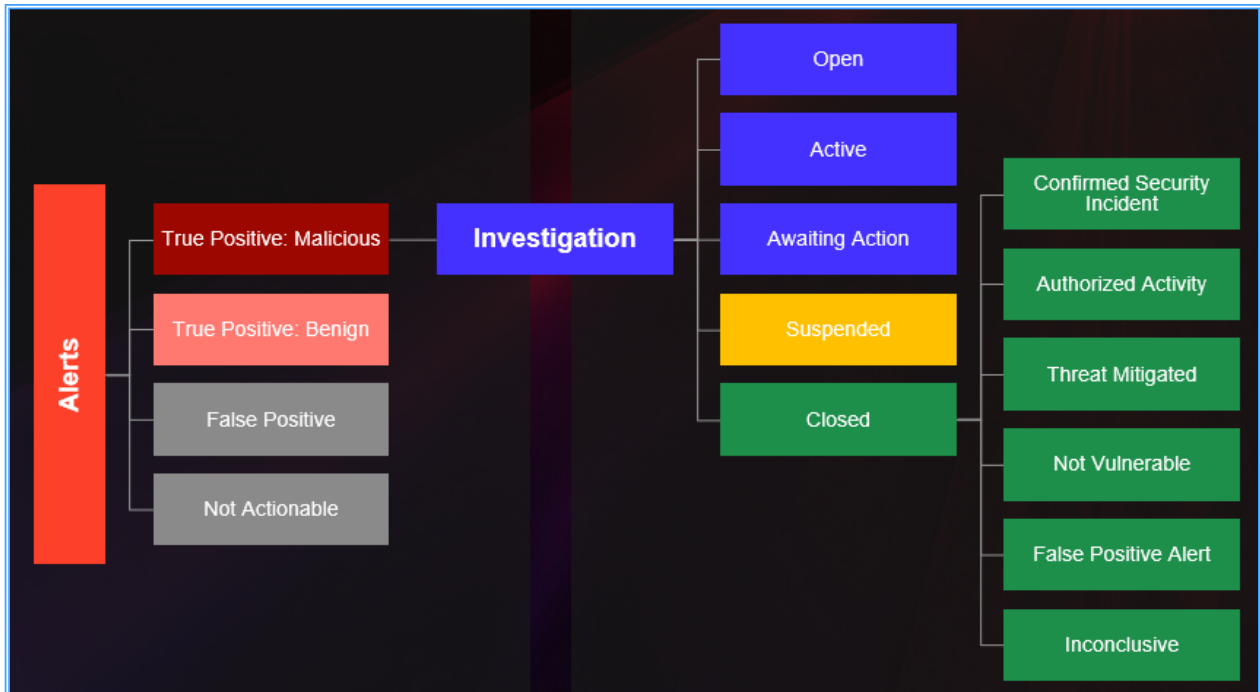 Alerts
True Positive: Malicious
True Positive: Benign
False Positive
Not Actionable
Investigation
Open
Active
Awaiting Action
Suspended
Closed
Confirmed Security
Incident
Authorized Activity
Threat Mitigated
Not Vulnerable
False Positive Alert
Inconclusive